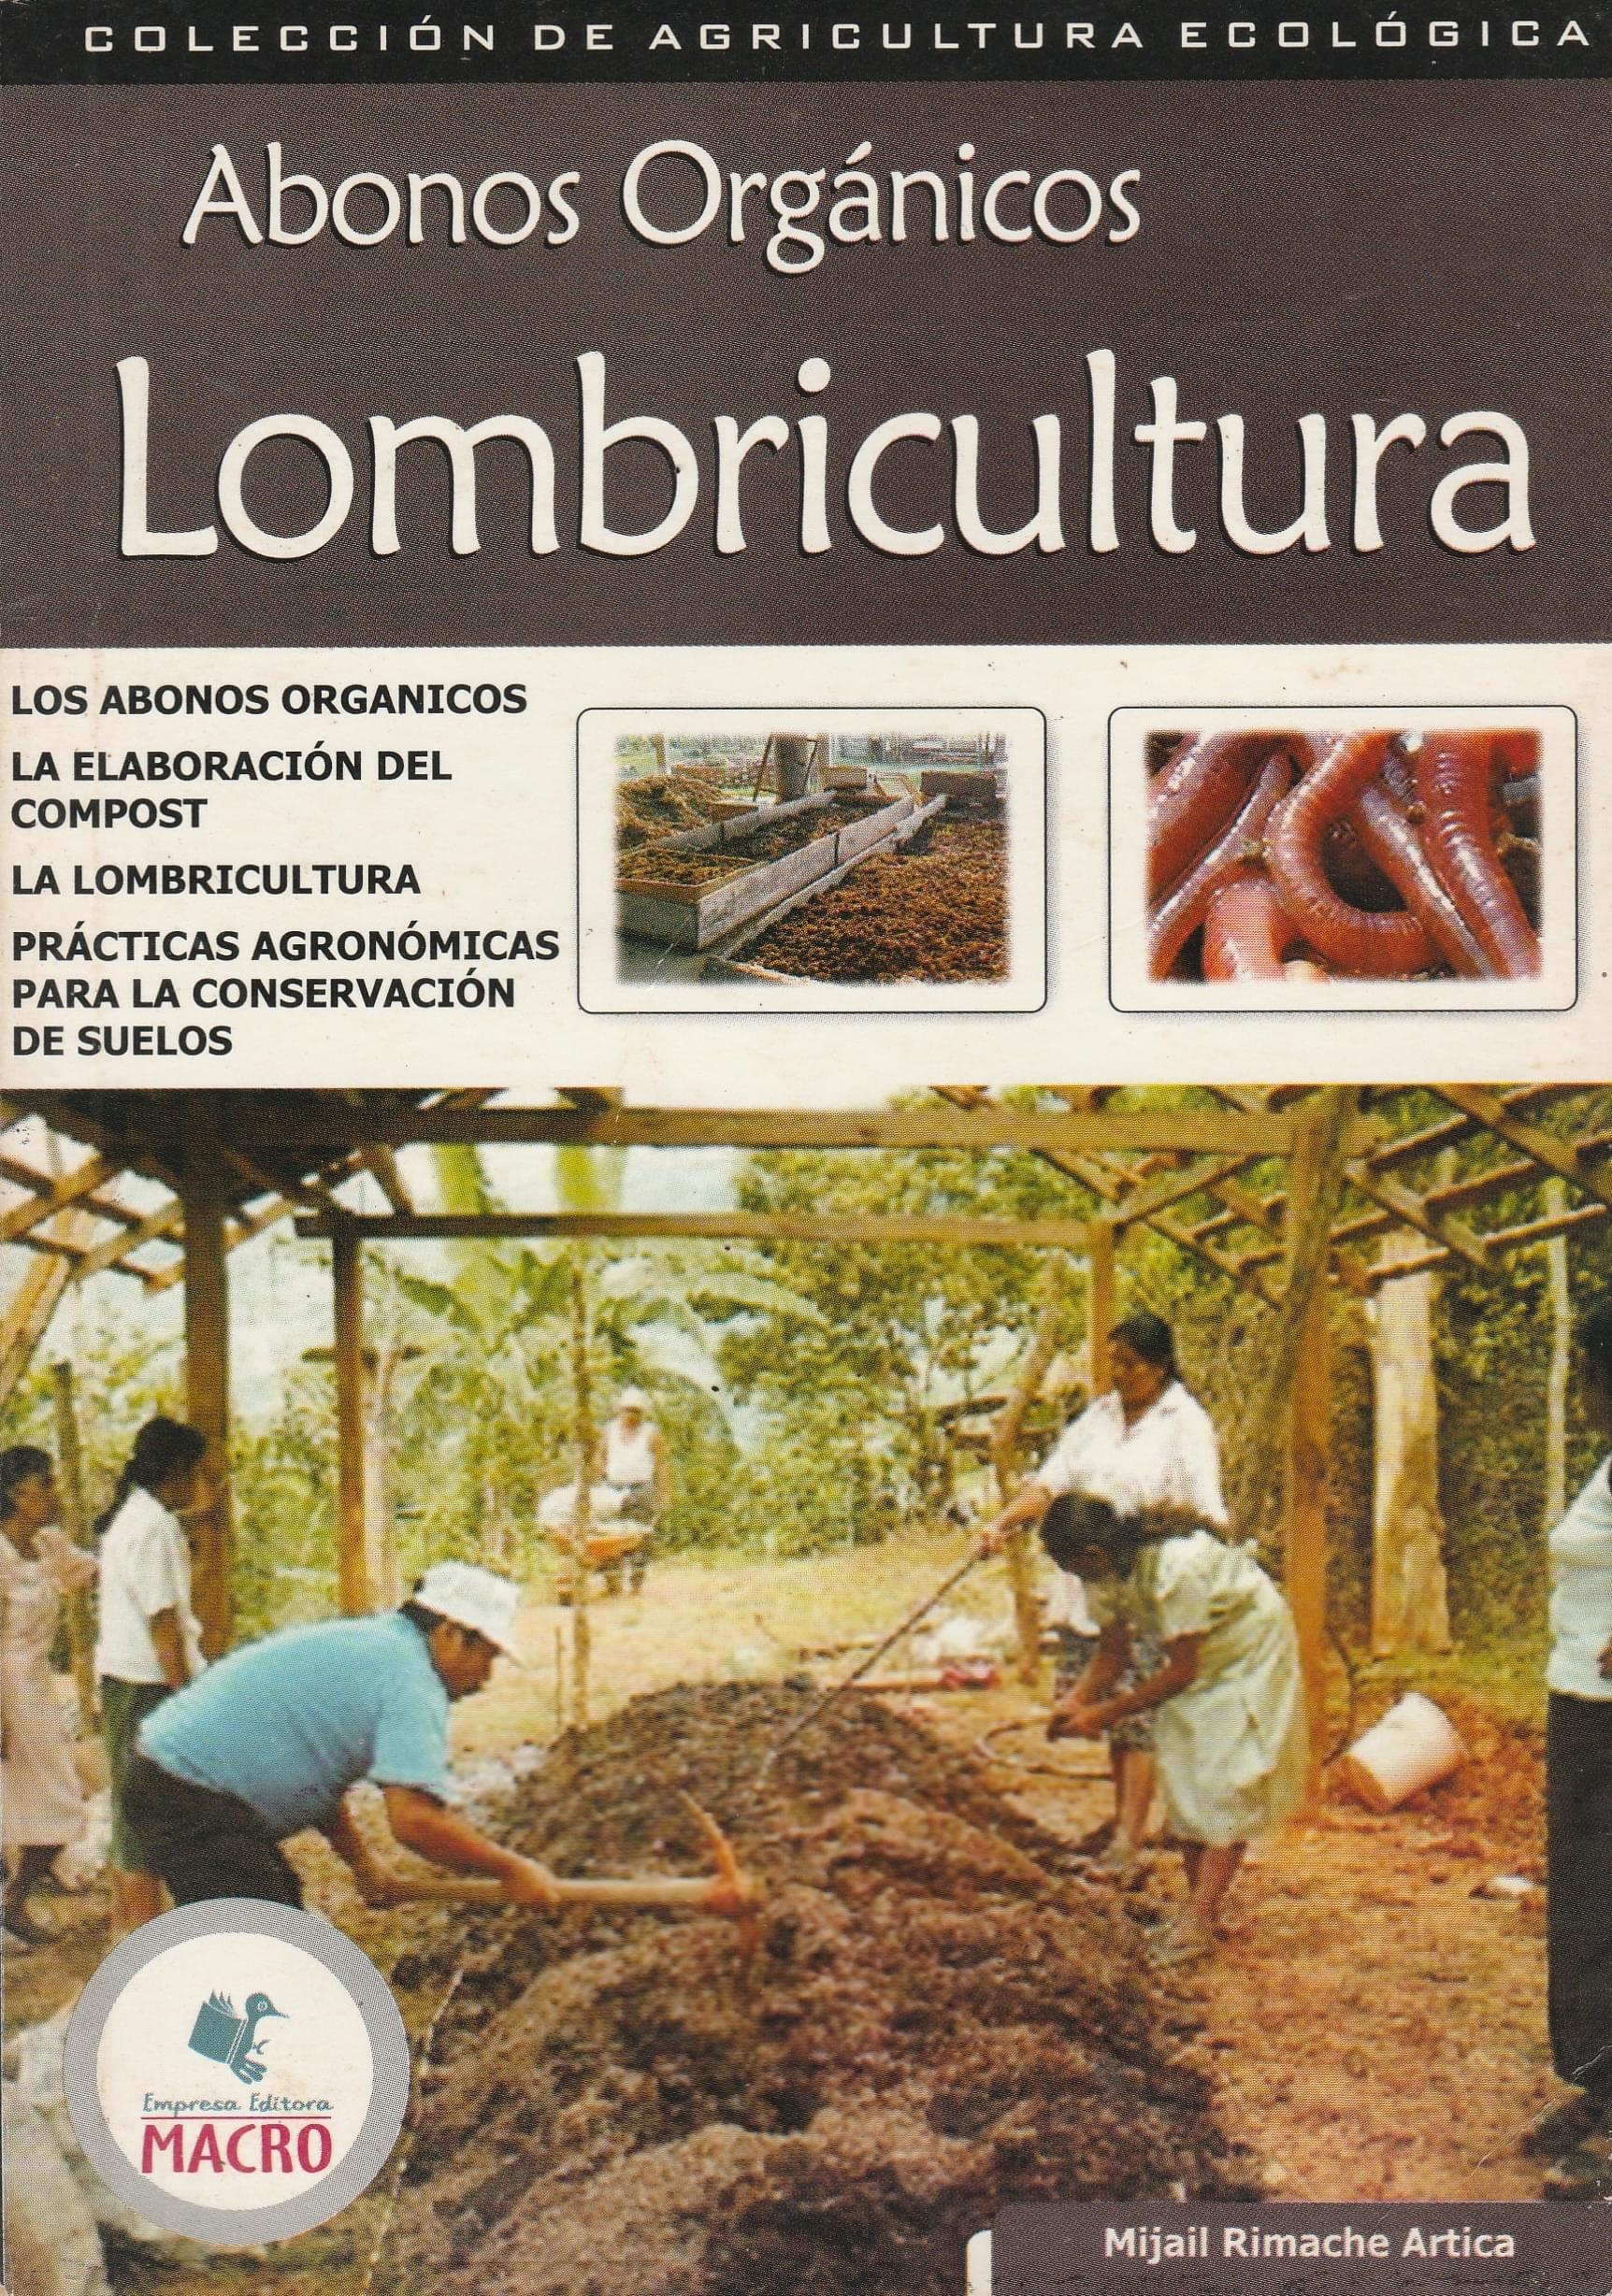 COLECCIÓN DE AGRICULTURA ECOLÓGICA
Abonos Orgánicos
Lombricultura
LOS ABONOS ORGANICOS
LA ELABORACIÓN DEL
COMPOST
LA LOMBRICULTURA
PRÁCTICAS AGRONÓMICAS
PARA LA CONSERVACIÓN
DE SUELOS
Empresa Editora
MACRO
Mijail Rimache Artica